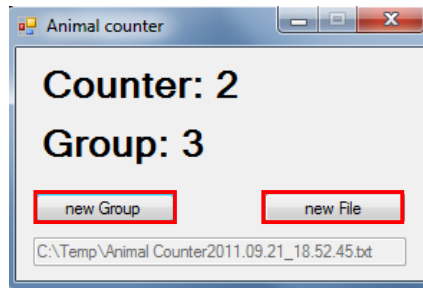 Animal counter
Counter: 2
Group: 3
new Group new File
C:\Temp\Animal Counter2011.09.21_18.52.45.txt